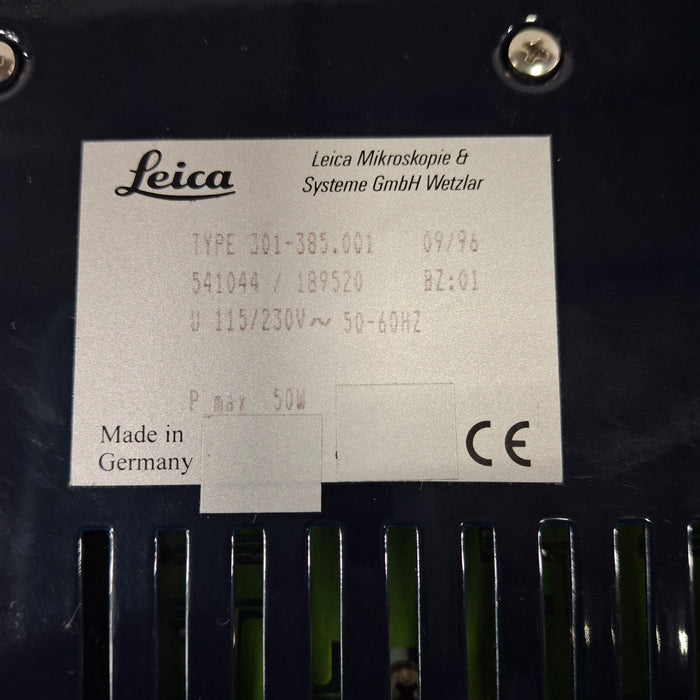 Leica
Leica Mikroskopie &
Systeme GmbH Wetzlar
TYPE 301-385.001 09/96
541044 / 189520 BZ:01
U 115/230V~ 50-60HZ
P max 50W
Made in
Germany
CE